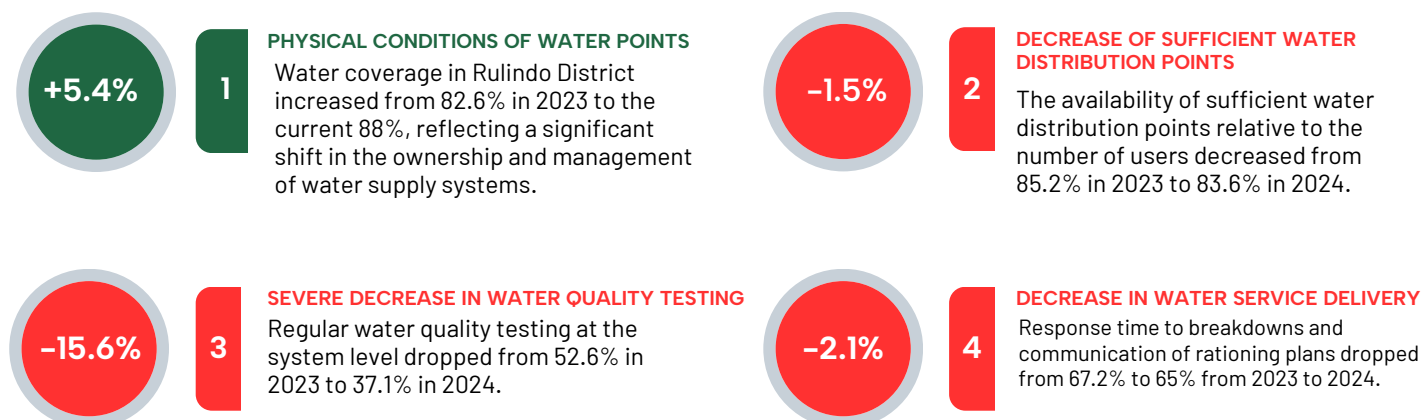 +5.4%
1
PHYSICAL CONDITIONS OF WATER POINTS
Water coverage in Rulindo District
increased from 82.6% in 2023 to the
current 88%, reflecting a significant
shift in the ownership and management
of water supply systems.
-1.5%
2
DECREASE OF SUFFICIENT WATER
DISTRIBUTION POINTS
The availability of sufficient water
distribution points relative to the
number of users decreased from
85.2% in 2023 to 83.6% in 2024.
-15.6%
3
SEVERE DECREASE IN WATER QUALITY TESTING
Regular water quality testing at the
system level dropped from 52.6% in
2023 to 37.1% in 2024.
-2.1%
4
DECREASE IN WATER SERVICE DELIVERY
Response time to breakdowns and
communication of rationing plans dropped
from 67.2% to 65% from 2023 to 2024.